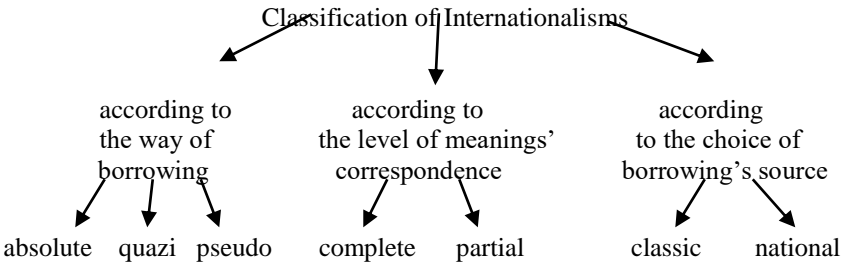 Classification of Internationalisms
according to
the way of
borrowing
according to
the level of meanings’
correspondence
according
to the choice of
borrowing’s source
absolute quazi pseudo
complete partial
classic national